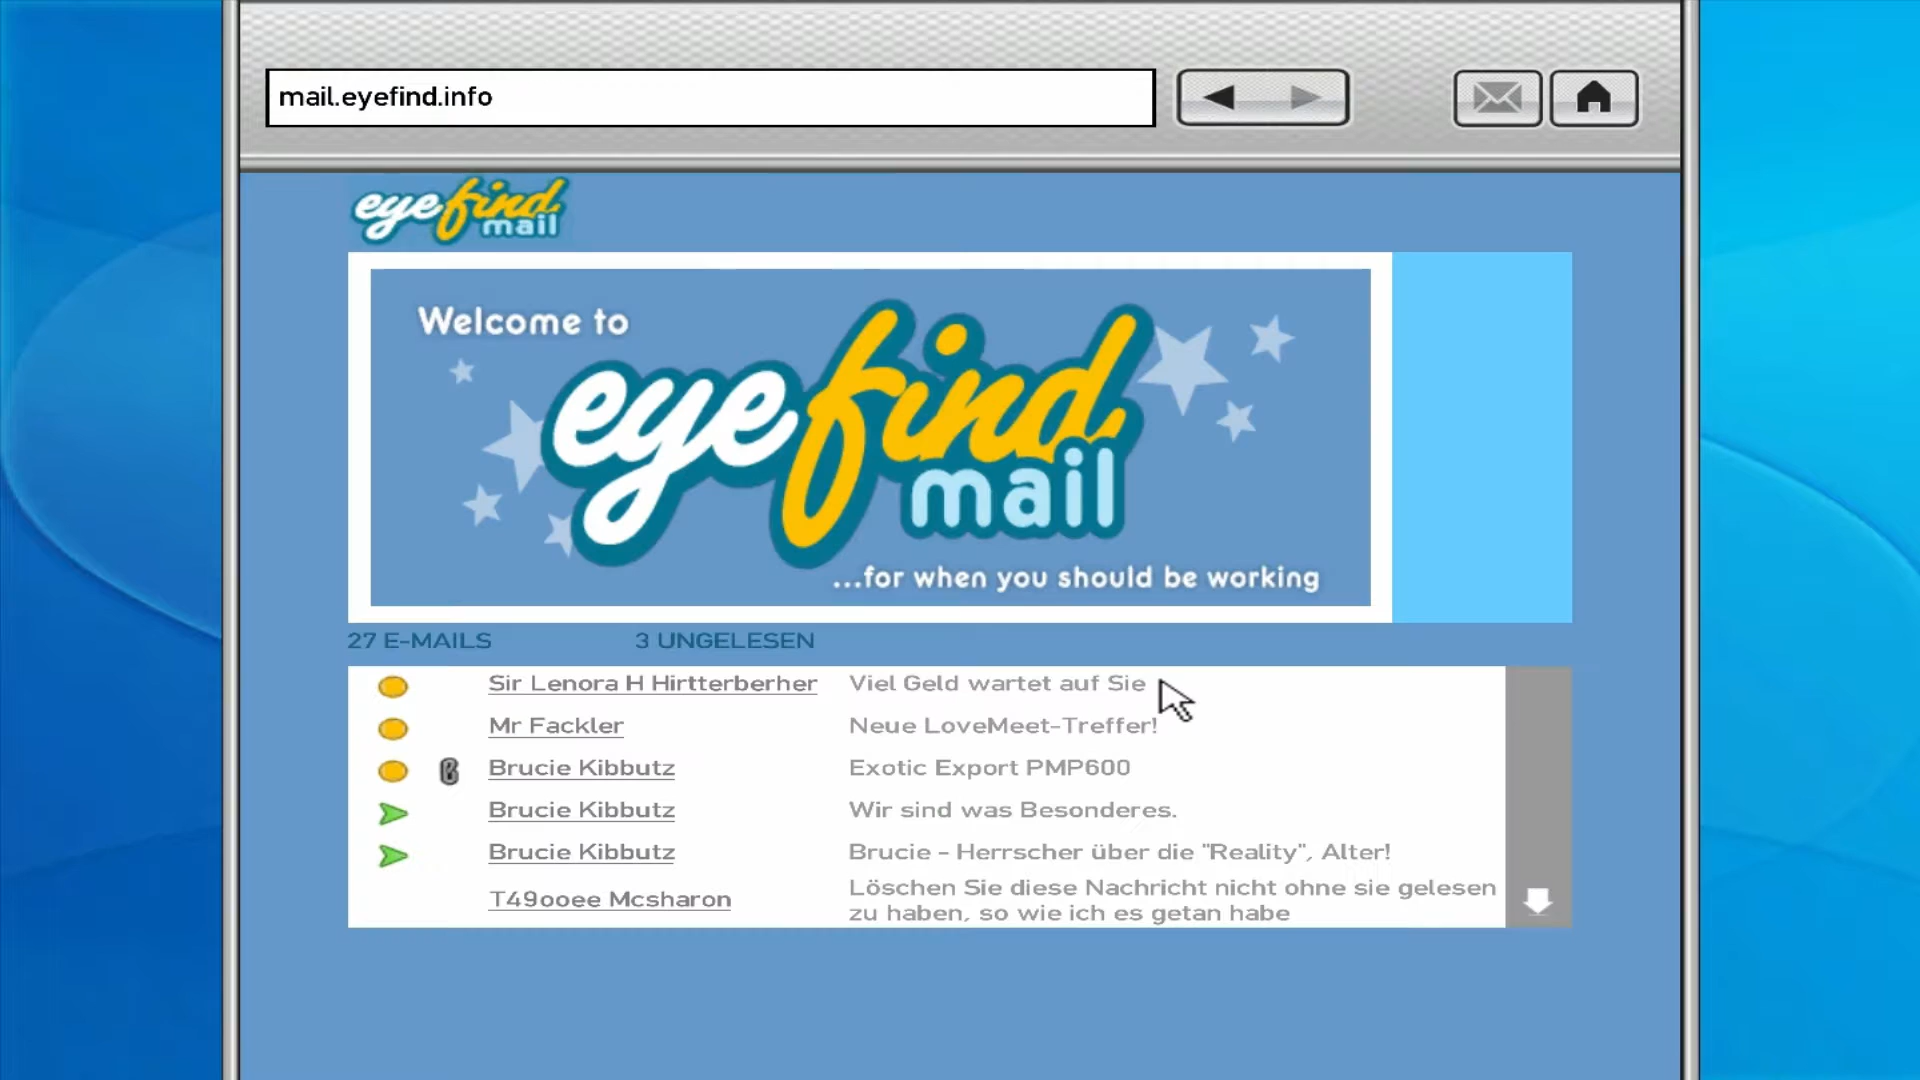 mail.eyefind.info
eyefind
mail
Welcome to
eyefind
mail
...for when you should be working
27 E-MAILS 3 UNGELESEN
Sir Lenora H Hirtterberher Viel Geld wartet auf Sie
Mr Fackler Neue LoveMeet-Treffer!
Brucie Kibbutz Exotic Export PMP600
Brucie Kibbutz Wir sind was Besonderes.
Brucie Kibbutz Brucie - Herrscher über die "Reality", Alter!
T49ooee Mcsharon Löschen Sie diese Nachricht nicht ohne sie gelesen
zu haben, so wie ich es getan habe